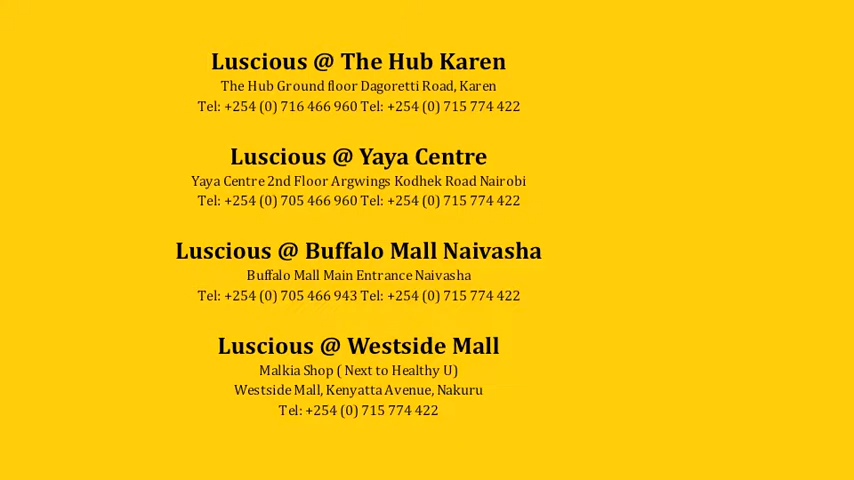 Luscious @ The Hub Karen
The Hub Ground floor Dagoretti Road, Karen
Tel: +254 (0) 716 466 960 Tel: +254 (0) 715 774 422
Luscious @ Yaya Centre
Yaya Centre 2nd Floor Argwings Kodhek Road Nairobi
Tel: +254 (0) 705 466 960 Tel: +254 (0) 715 774 422
Luscious @ Buffalo Mall Naivasha
Buffalo Mall Main Entrance Naivasha
Tel: +254 (0) 705 466 943 Tel: +254 (0) 715 774 422
Luscious @ Westside Mall
Malkia Shop ( Next to Healthy U)
Westside Mall, Kenyatta Avenue, Nakuru
Tel: +254 (0) 715 774 422